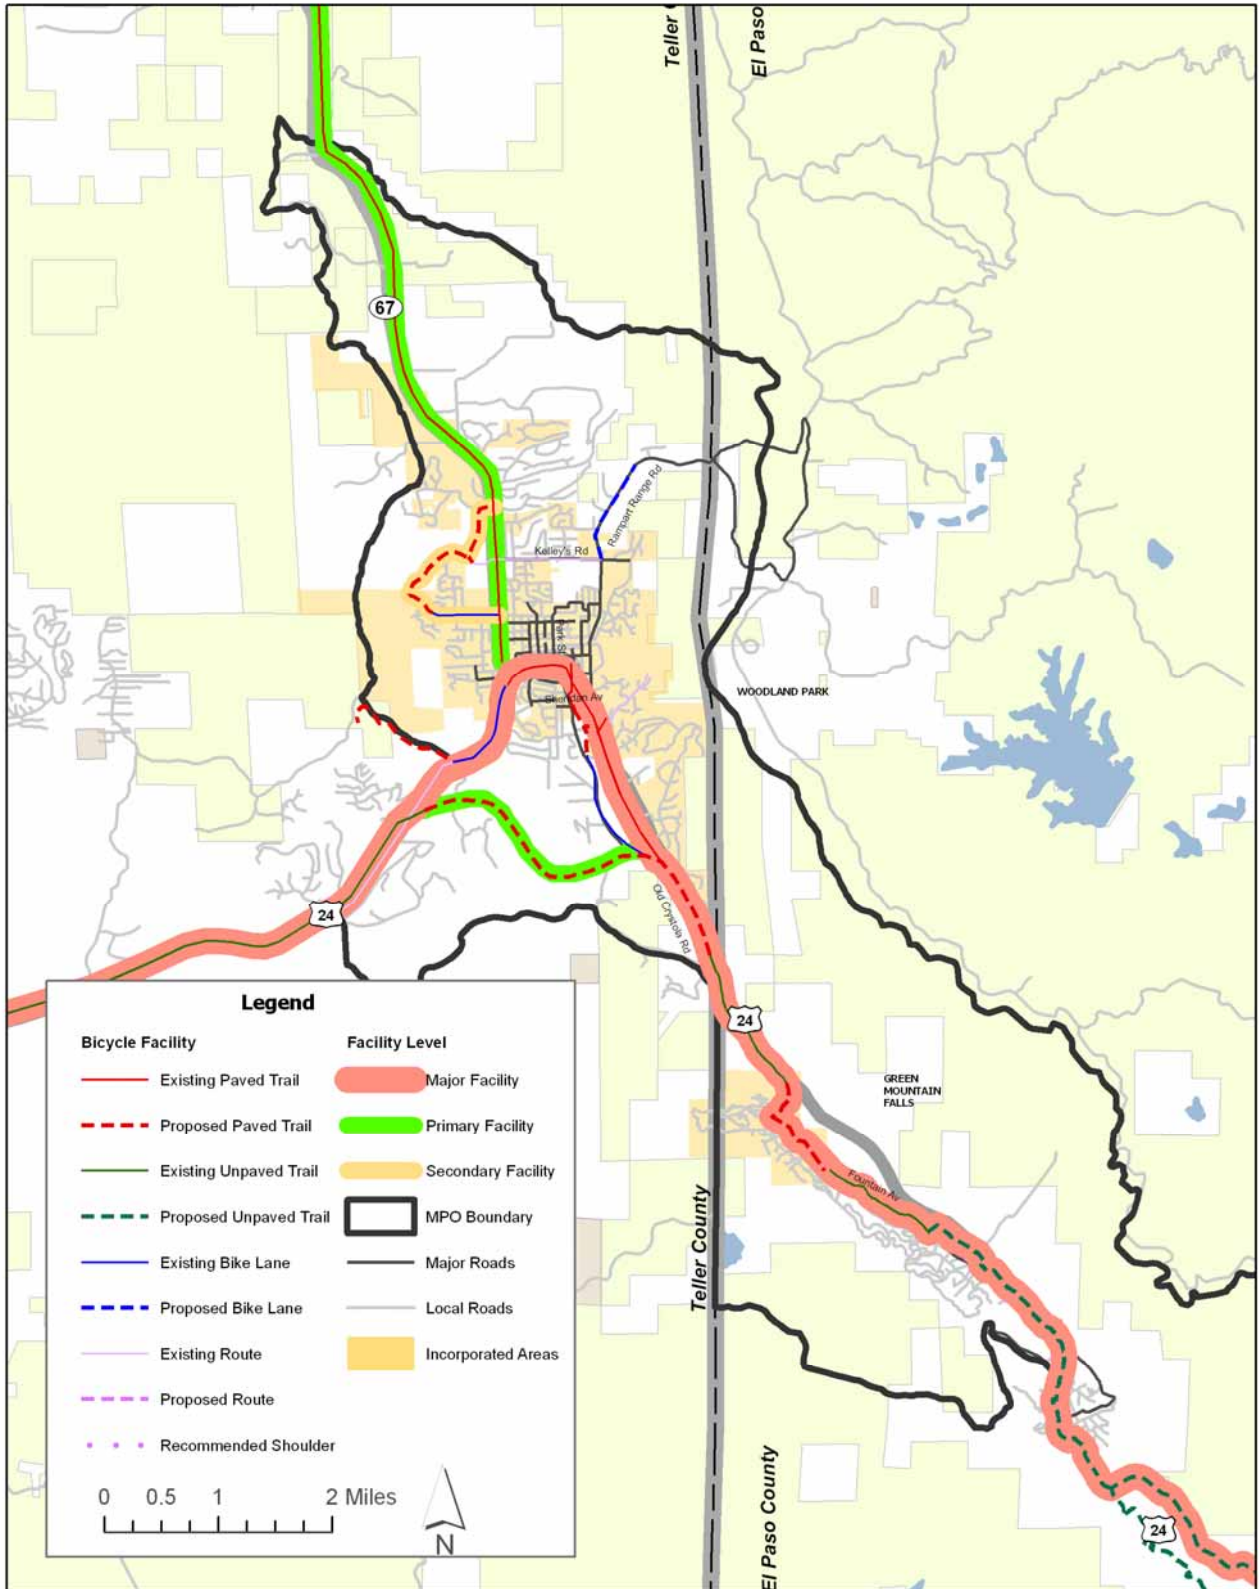 Teller C
El Paso
67
Rampart Range Rd
Kelley's Rd
Park St
Sheridan Av
WOODLAND PARK
24
Old Crystola Rd
24
GREEN
MOUNTAIN
FALLS
Fountain Av
Teller County
El Paso County
24
Legend
Bicycle Facility
Existing Paved Trail
Proposed Paved Trail
Existing Unpaved Trail
Proposed Unpaved Trail
Existing Bike Lane
Proposed Bike Lane
Existing Route
Proposed Route
Recommended Shoulder
Facility Level
Major Facility
Primary Facility
Secondary Facility
MPO Boundary
Major Roads
Local Roads
Incorporated Areas
0 0.5 1 2 Miles
N